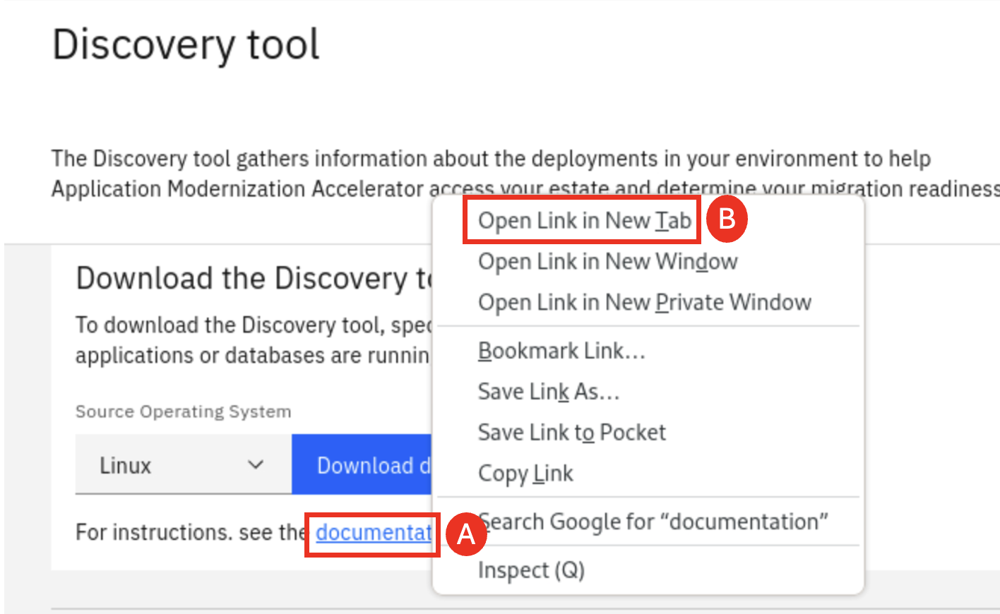 Discovery tool
The Discovery tool gathers information about the deployments in your environment to help
Application Modernization Accelerator access your estate and determine your migration readiness
Open Link in New Tab
B
Open Link in New Window
Open Link in New Private Window
Bookmark Link...
Save Link As...
Save Link to Pocket
Copy Link
Search Google for “documentation”
Inspect (Q)
Download the Discovery
To download the Discovery tool,
applications or databases are
Source Operating System
Linux
Download
For instructions. see the
A